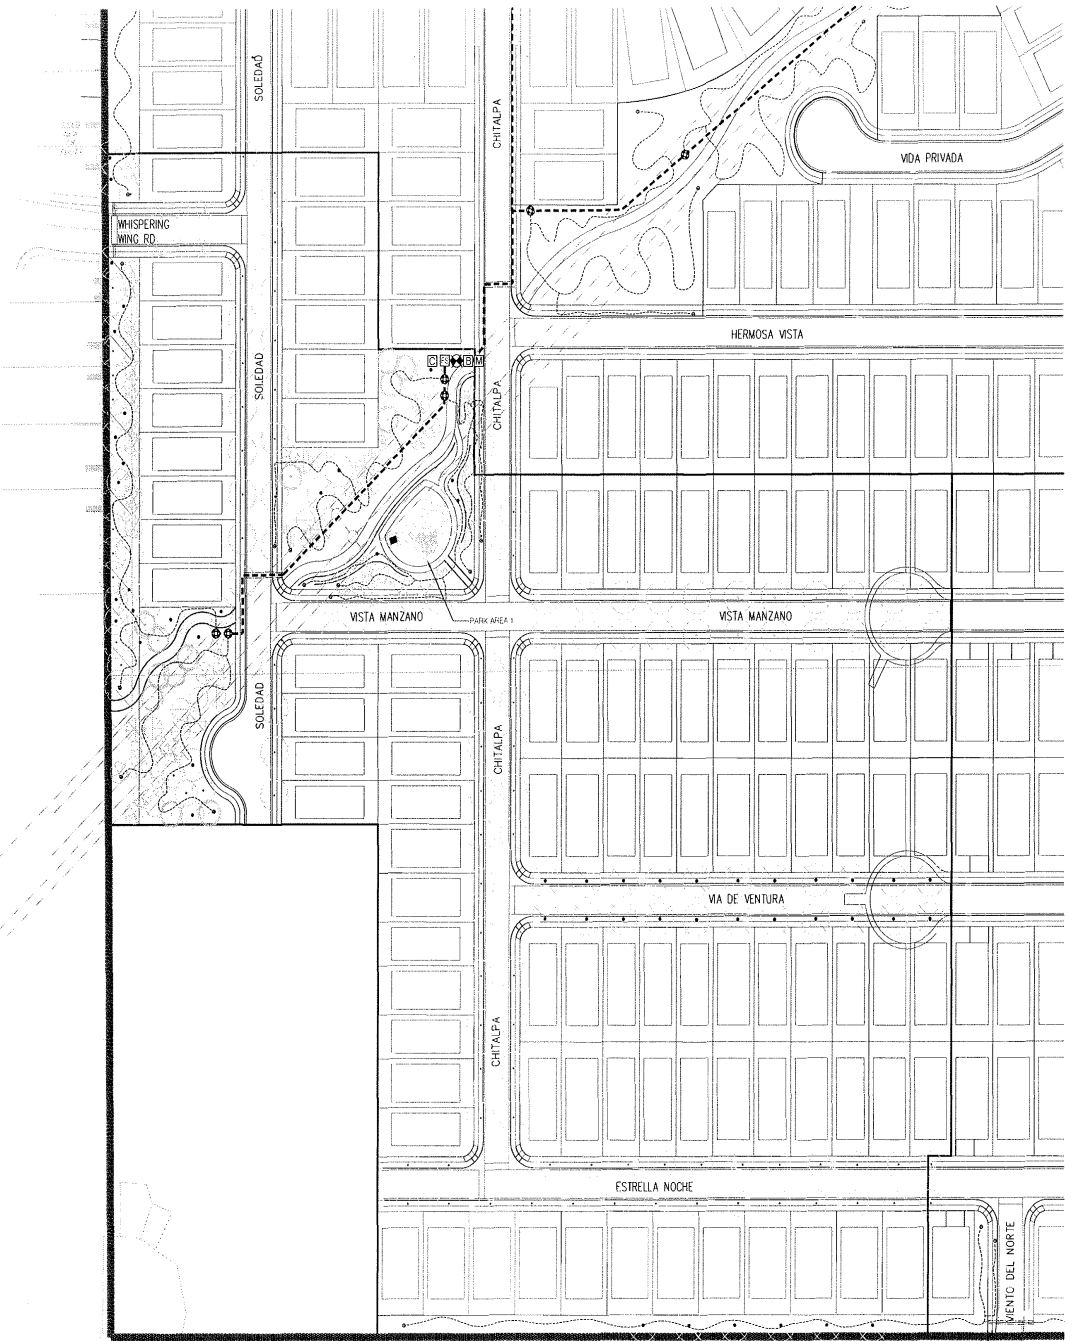 SOLEDAD
CHITALPA
VIDA PRIVADA
WHISPERING
WING RD.
HERMOSA VISTA
C FS B M
SOLEDAD
CHITALPA
VISTA MANZANO
PARK AREA 1
VISTA MANZANO
SOLEDAD
CHITALPA
VIA DE VENTURA
CHITALPA
ESTRELLA NOCHE
VIENTO DEL NORTE